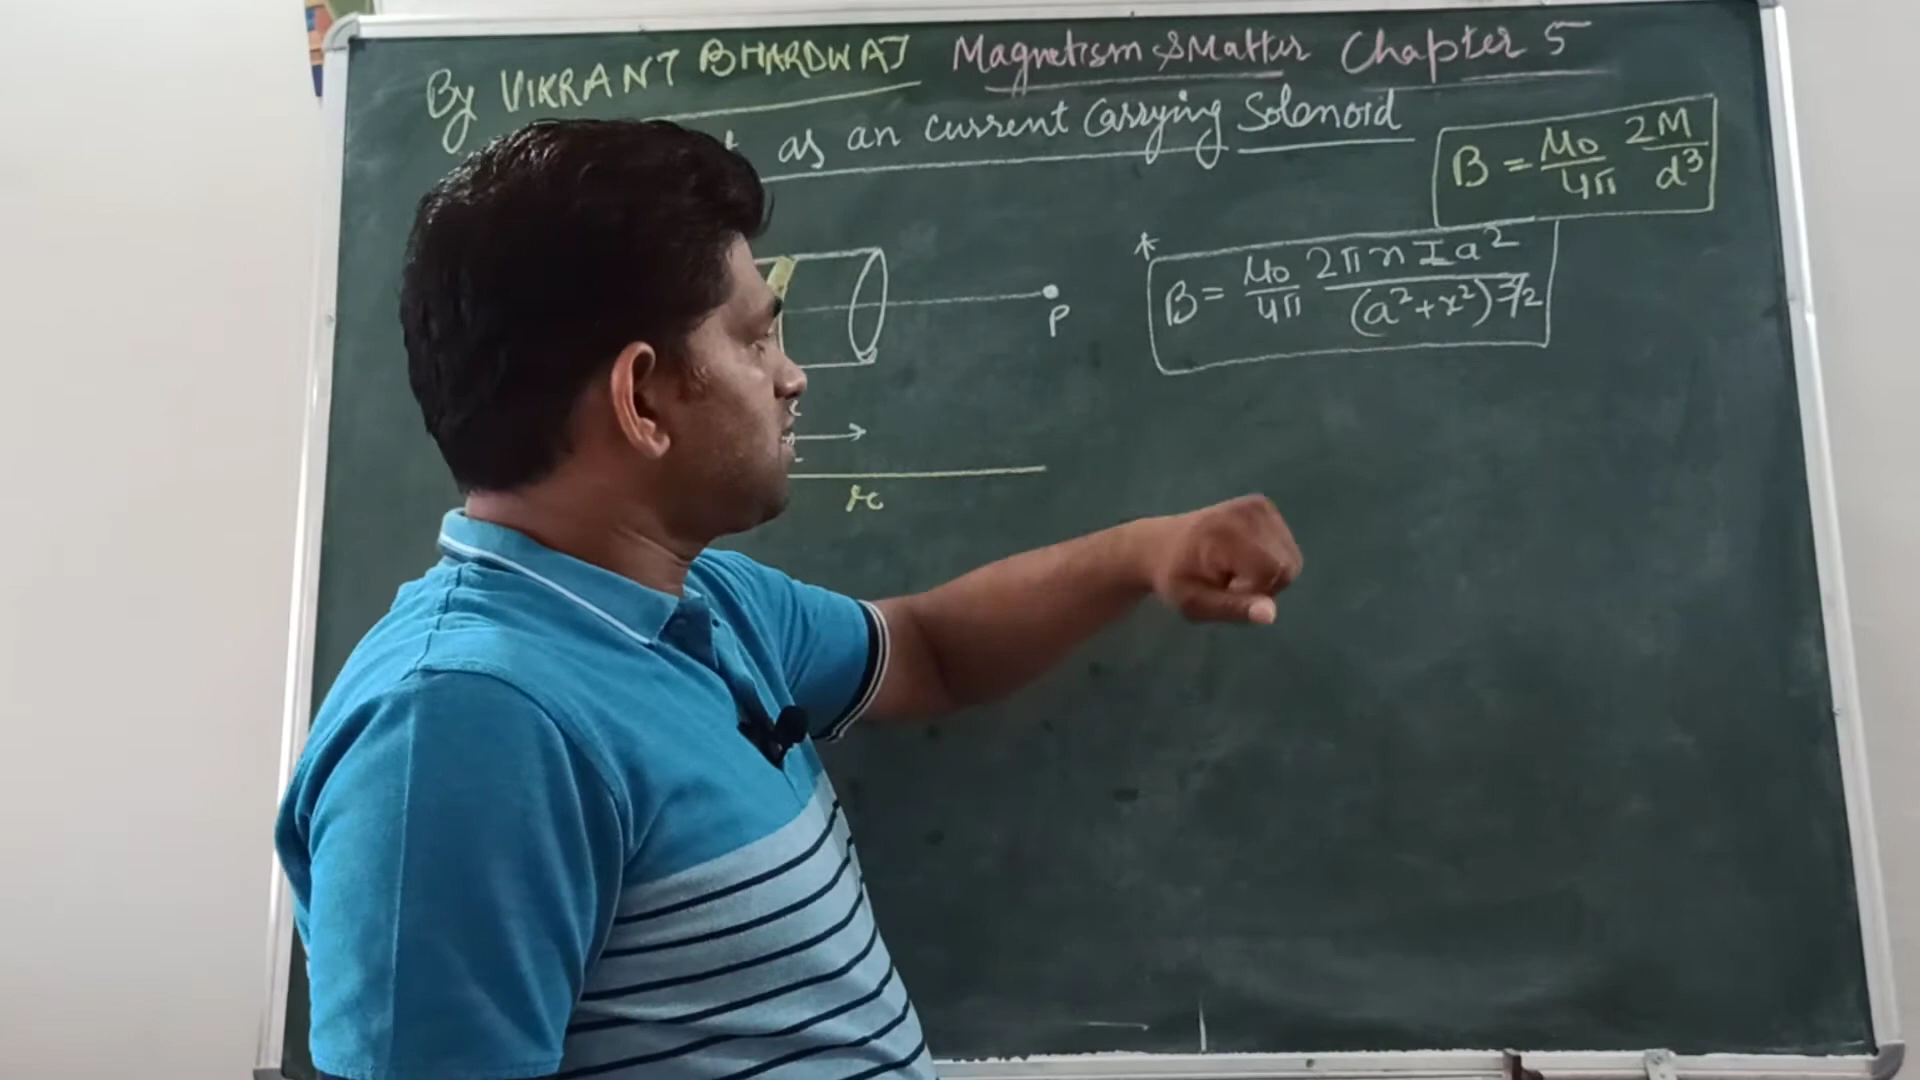 By VIKRANT BHARDWAJ Magnetism & Matter Chapter 5
as an current Carrying Solenoid
B = μ0/4π 2M/d³
* B = μ0/4π 2πnIa²/(a²+x²)3/2
P
r